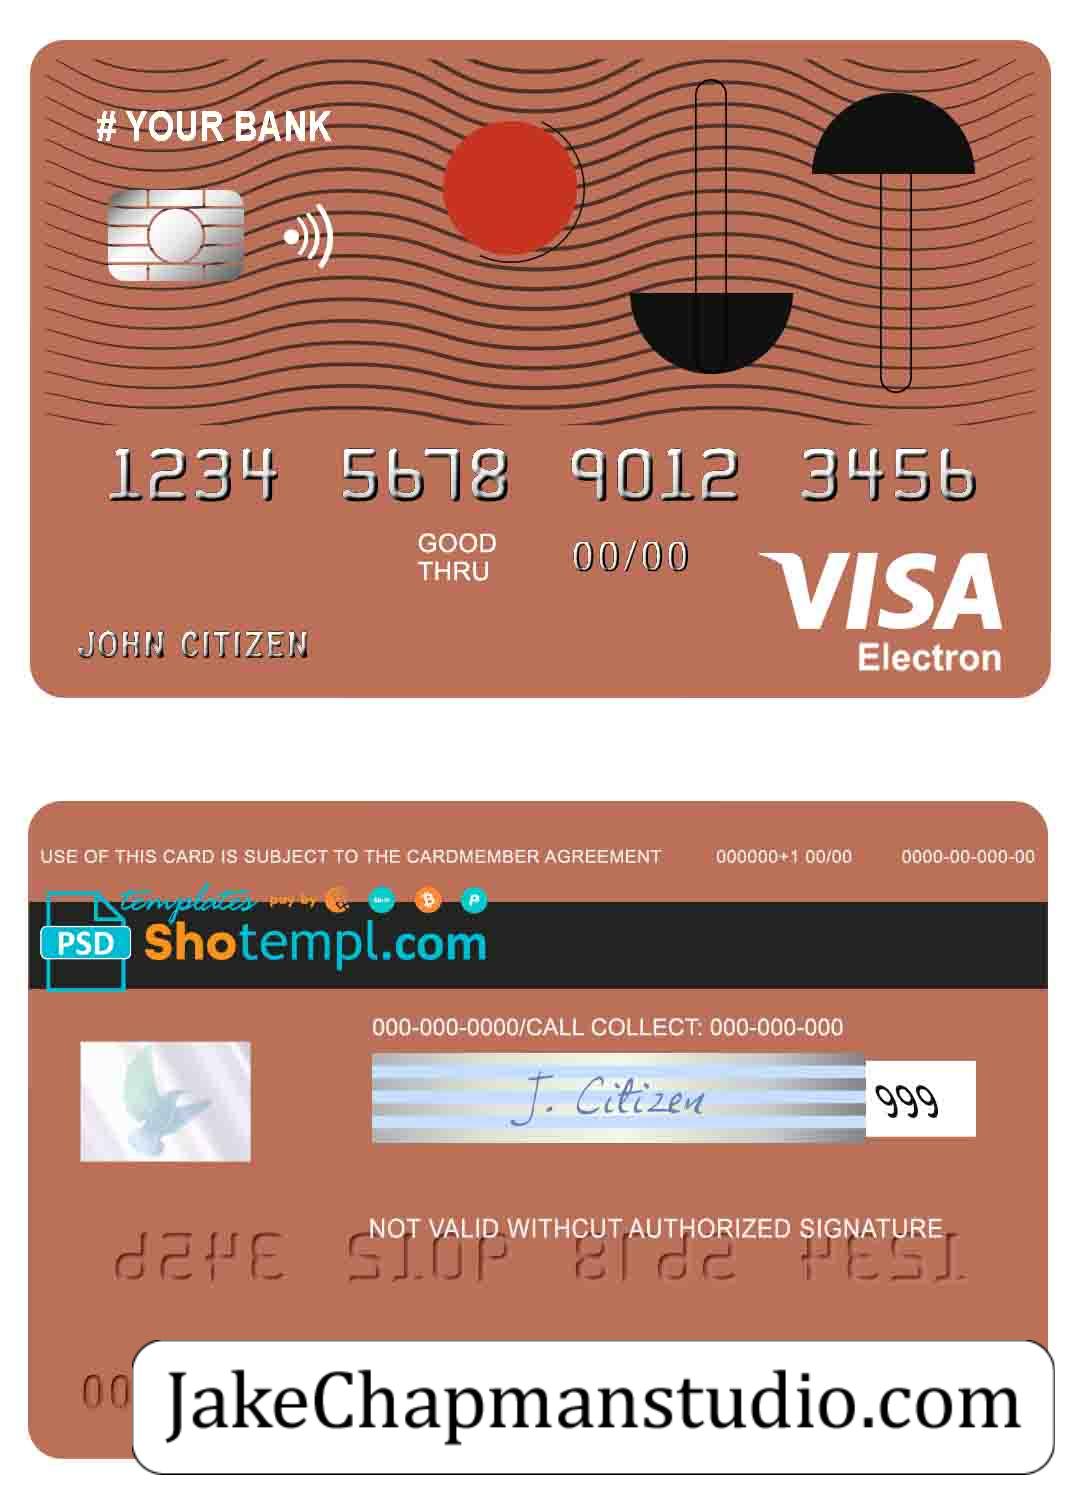 # YOUR BANK
1234 5678 9012 3456
GOOD
THRU
00/00
VISA
Electron
JOHN CITIZEN
USE OF THIS CARD IS SUBJECT TO THE CARDMEMBER AGREEMENT 000000+1 00/00 0000-00-000-00
templates pay by
PSD
Shotempl.com
000-000-0000/CALL COLLECT: 000-000-000
J. Citizen
999
NOT VALID WITHCUT AUTHORIZED SIGNATURE
00
JakeChapmanstudio.com